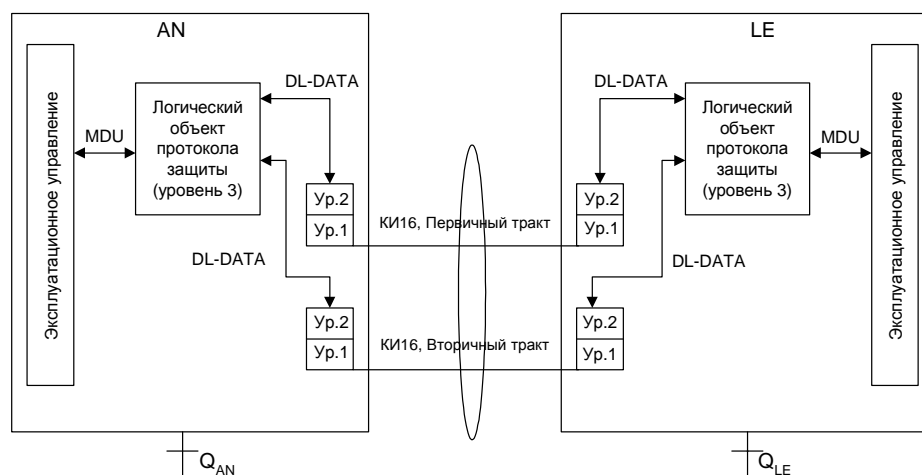 AN
Эксплуатационное управление
MDU
Логический
объект
протокола
защиты
(уровень 3)
DL-DATA
DL-DATA
Ур.2
Ур.1
Ур.2
Ур.1
КИ16, Первичный тракт
КИ16, Вторичный тракт
Q_AN
LE
DL-DATA
DL-DATA
Ур.2
Ур.1
Ур.2
Ур.1
Логический
объект
протокола
защиты
(уровень 3)
MDU
Эксплуатационное управление
Q_LE